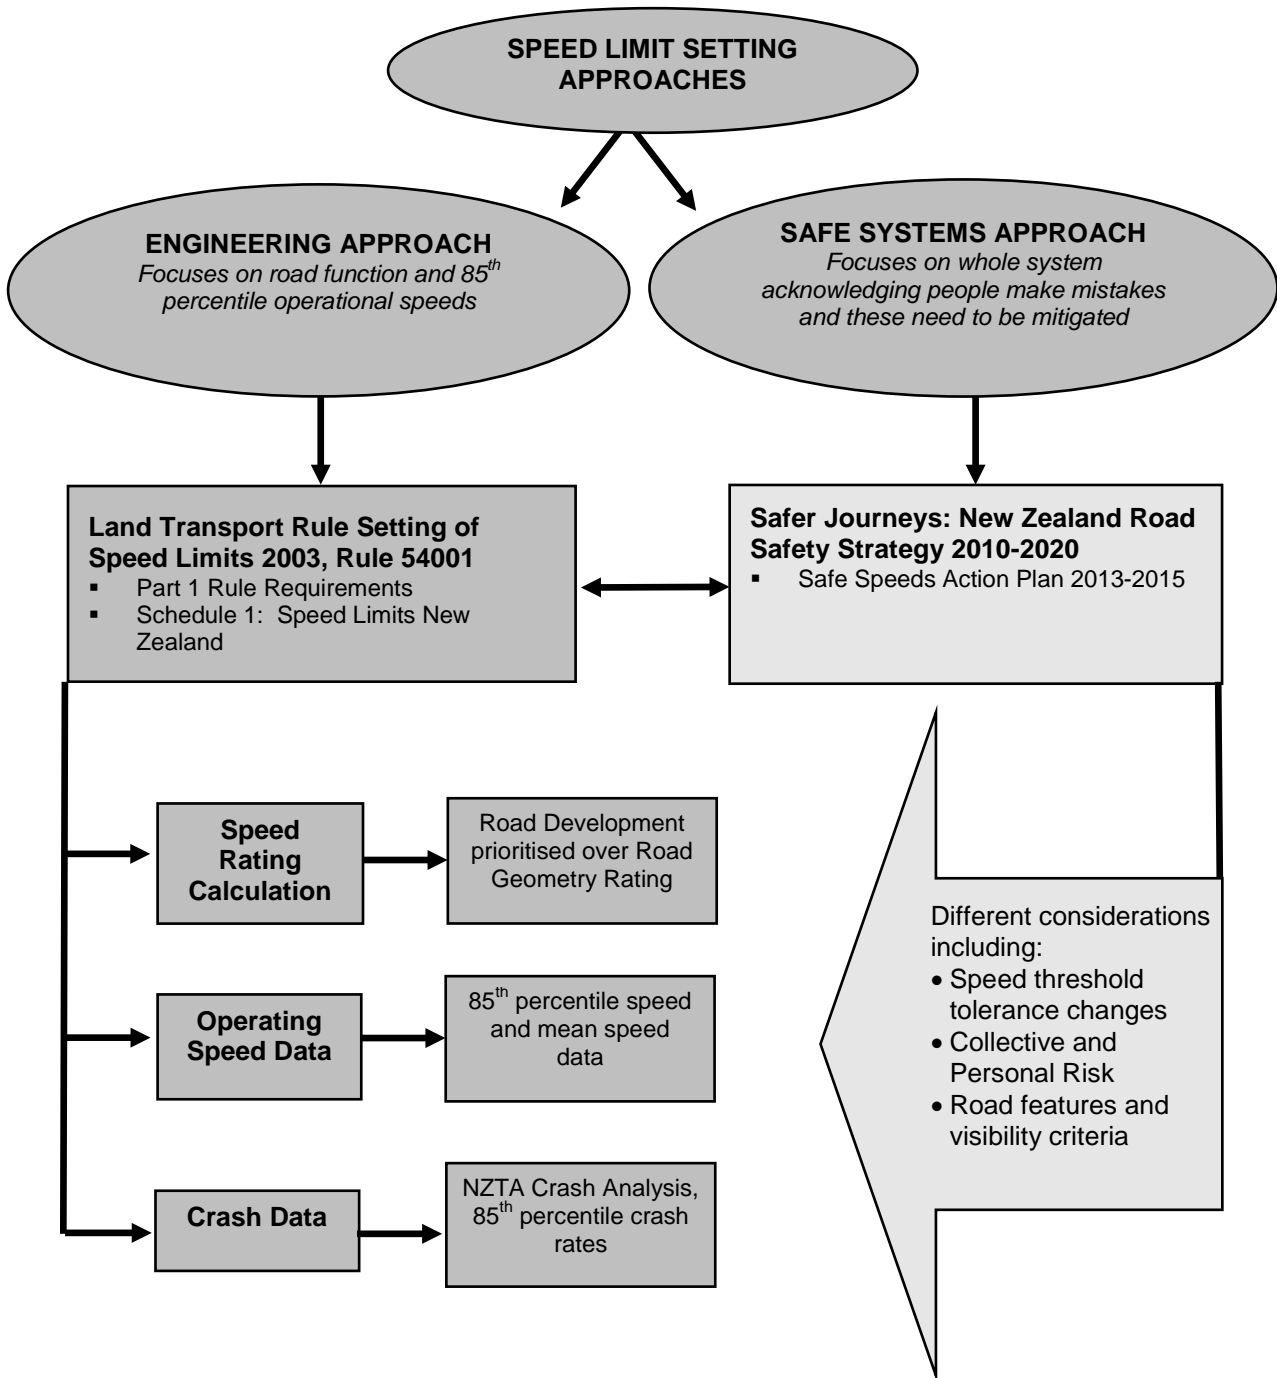 SPEED LIMIT SETTING
APPROACHES
ENGINEERING APPROACH
Focuses on road function and 85th
percentile operational speeds
SAFE SYSTEMS APPROACH
Focuses on whole system
acknowledging people make mistakes
and these need to be mitigated
Land Transport Rule Setting of
Speed Limits 2003, Rule 54001
▪ Part 1 Rule Requirements
▪ Schedule 1: Speed Limits New
Zealand
Safer Journeys: New Zealand Road
Safety Strategy 2010-2020
▪ Safe Speeds Action Plan 2013-2015
Speed
Rating
Calculation
Road Development
prioritised over Road
Geometry Rating
Operating
Speed Data
85th percentile speed
and mean speed
data
Crash Data
NZTA Crash Analysis,
85th percentile crash
rates
Different considerations
including:
• Speed threshold
tolerance changes
• Collective and
Personal Risk
• Road features and
visibility criteria